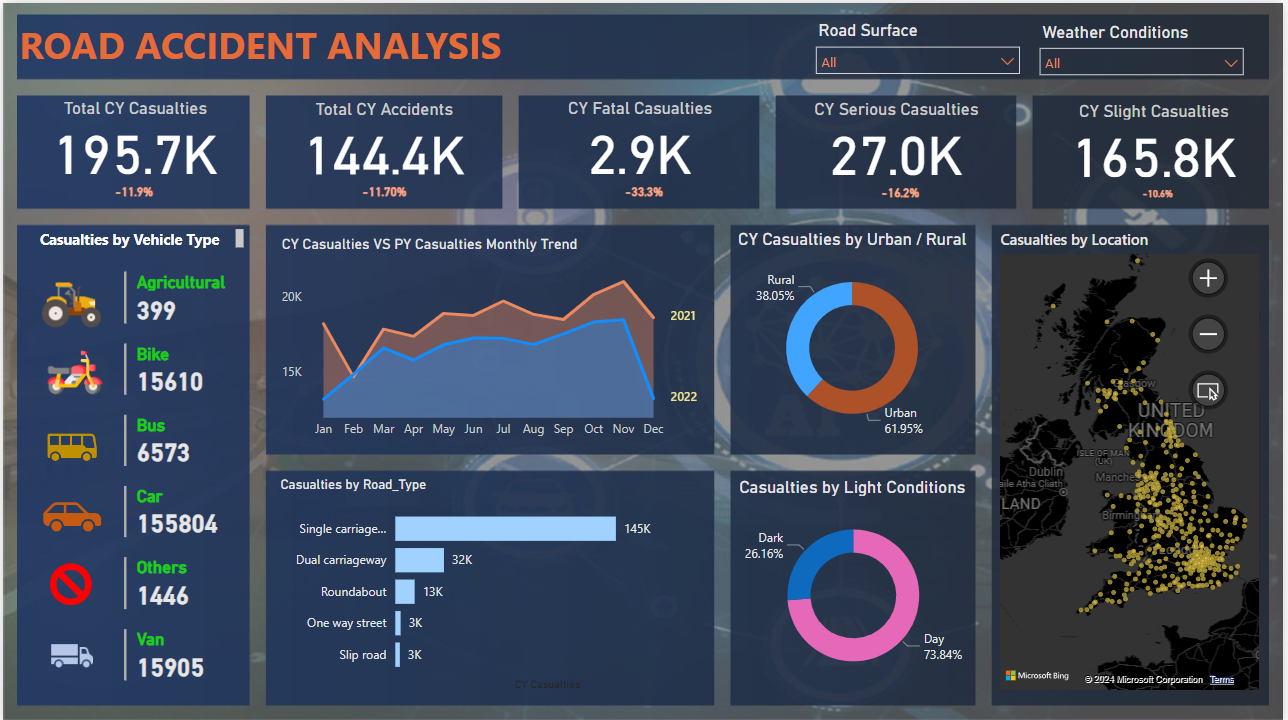 ROAD ACCIDENT ANALYSIS
Road Surface
All
Weather Conditions
All
Total CY Casualties
195.7K
-11.9%
Total CY Accidents
144.4K
-11.70%
CY Fatal Casualties
2.9K
-33.3%
CY Serious Casualties
27.0K
-16.2%
CY Slight Casualties
165.8K
-10.6%
Casualties by Vehicle Type
Agricultural
399
Bike
15610
Bus
6573
Car
155804
Others
1446
Van
15905
CY Casualties VS PY Casualties Monthly Trend
20K
15K
2021
2022
Jan Feb Mar Apr May Jun Jul Aug Sep Oct Nov Dec
Casualties by Road_Type
Single carriage... 145K
Dual carriageway 32K
Roundabout 13K
One way street 3K
Slip road 3K
CY Casualties
CY Casualties by Urban / Rural
Rural
38.05%
Urban
61.95%
Casualties by Light Conditions
Dark
26.16%
Day
73.84%
Casualties by Location
Glasgow
UNITED
KINGDOM
ISLE OF MAN
(UK)
Dublin
aile Atha Cliath
Manches
LAND
Birmingha
Microsoft Bing
© 2024 Microsoft Corporation Terms